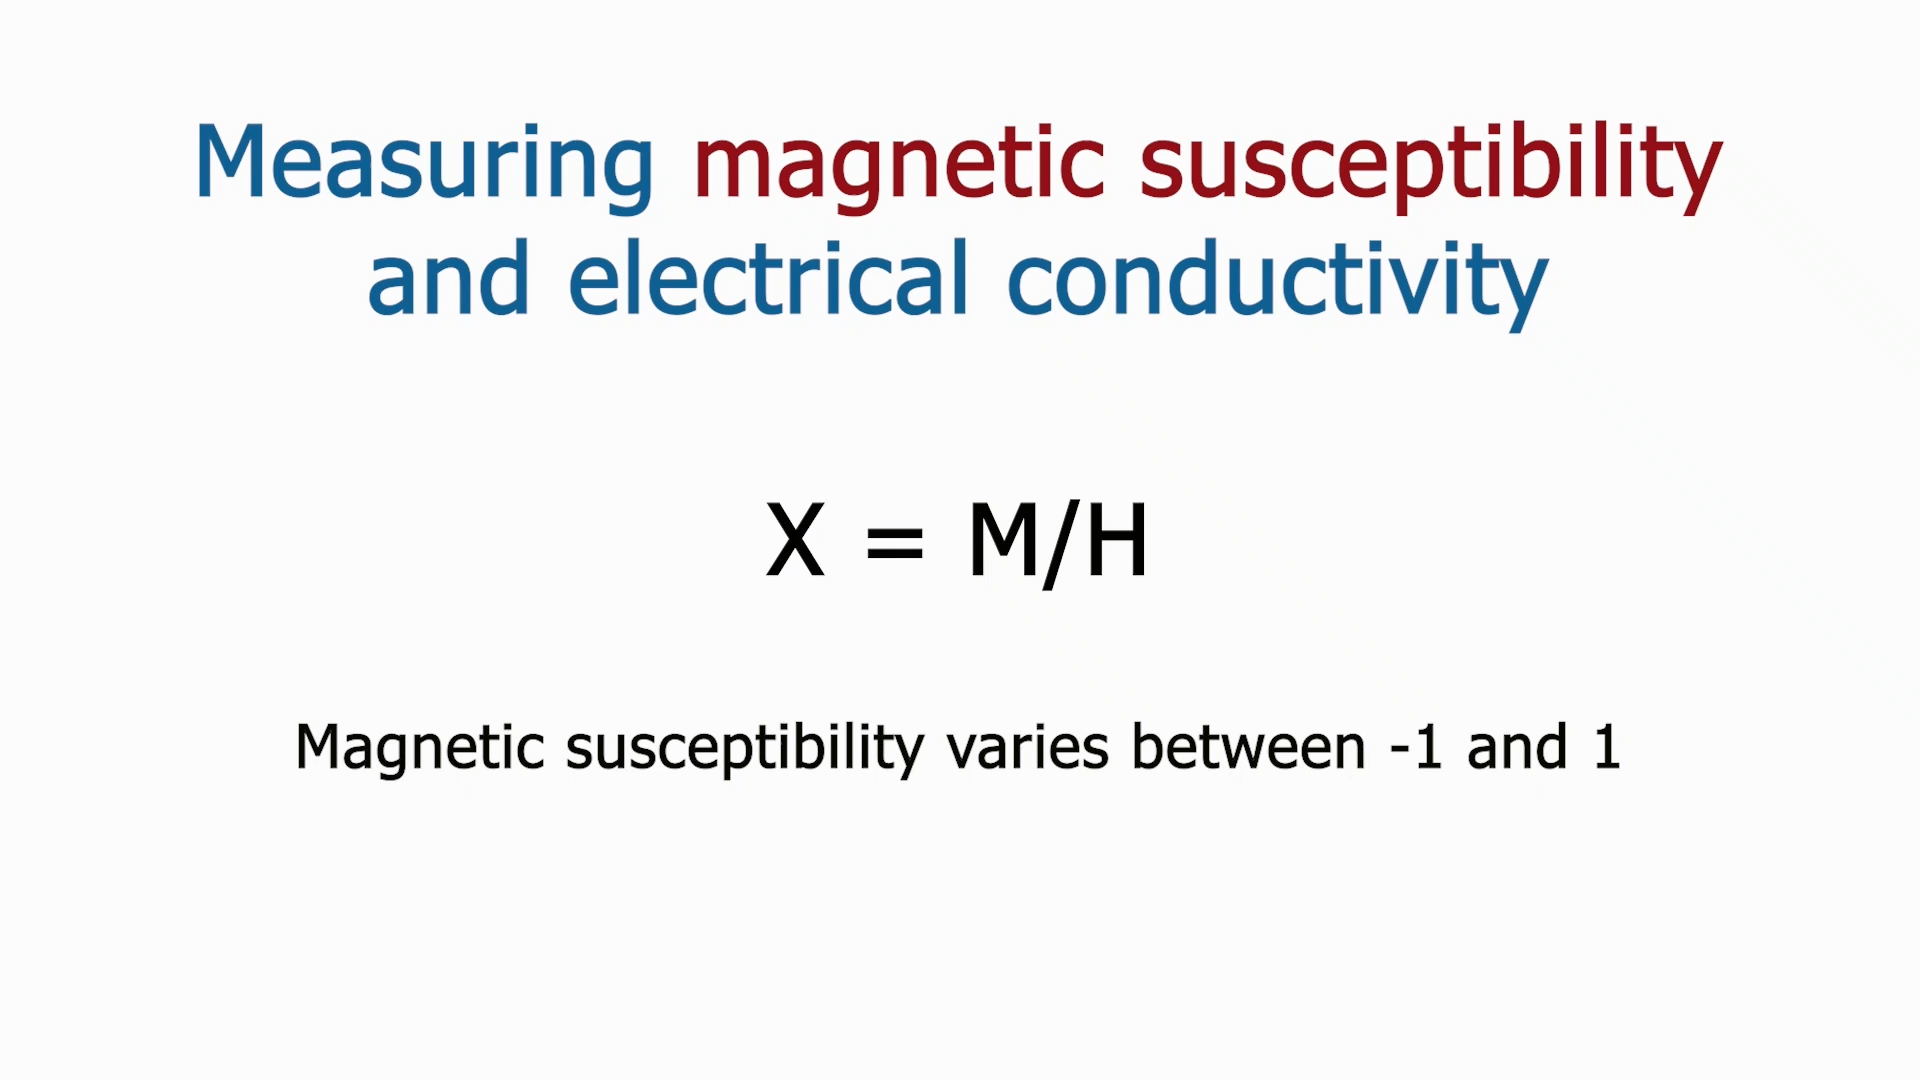 Measuring magnetic susceptibility
and electrical conductivity
X = M/H
Magnetic susceptibility varies between -1 and 1